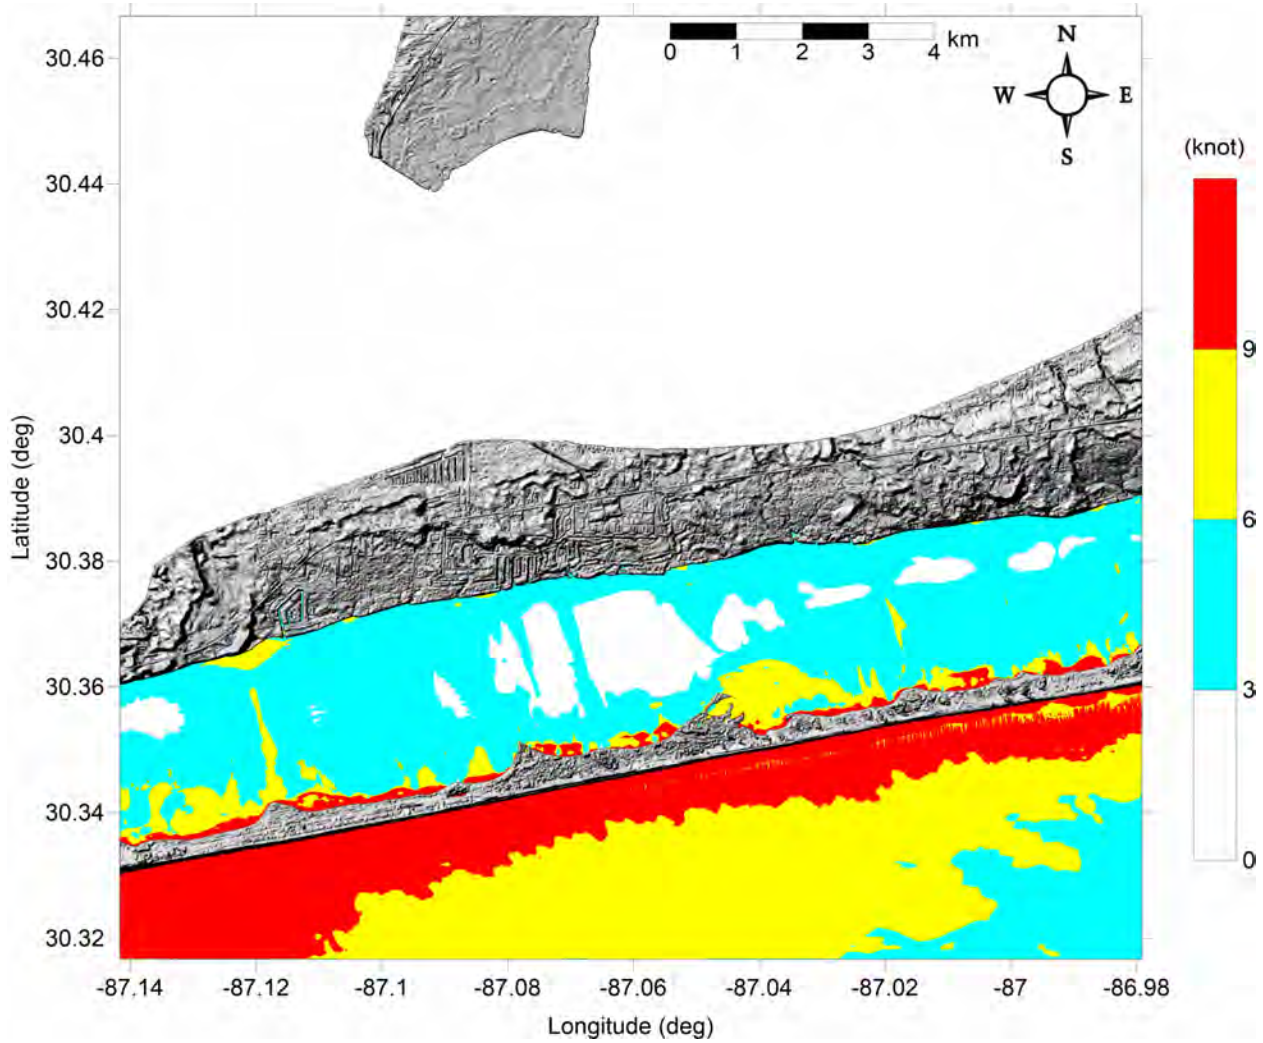 30.46
30.44
30.42
30.4
30.38
30.36
30.34
30.32
Latitude (deg)
-87.14 -87.12 -87.1 -87.08 -87.06 -87.04 -87.02 -87 -86.98
Longitude (deg)
0 1 2 3 4 km
N
W E
S
(knot)
9
6
3
0